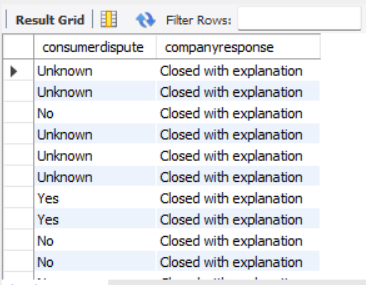 Result Grid Filter Rows:
consumerdispute companyresponse
Unknown Closed with explanation
Unknown Closed with explanation
No Closed with explanation
Unknown Closed with explanation
Unknown Closed with explanation
Unknown Closed with explanation
Yes Closed with explanation
Yes Closed with explanation
No Closed with explanation
No Closed with explanation